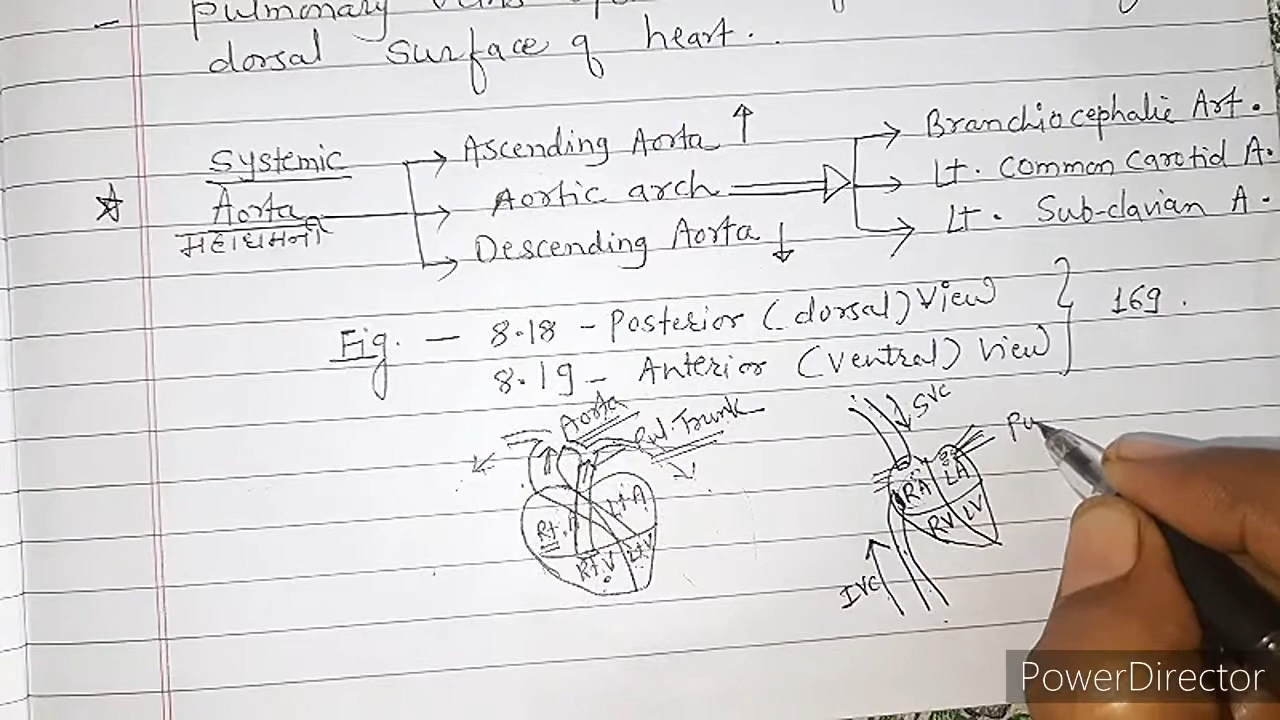 - Pulmonary
dorsal surface of heart.
Systemic
Aorta
महाधमनी
Ascending Aorta ↑
Aortic arch
Descending Aorta ↓
Branchiocephalic Art.
Lt. Common Carotid A.
Lt. Sub-clavian A.
Fig. - 8.18 - Posterior (dorsal) View
8.19 - Anterior (Ventral) View
169.
Aorta
Pul. Trunk
Rt. A
Lt. A
Rt. V
Lt. V
SVC
Pu
RA
LA
RV
LV
IVC
PowerDirector